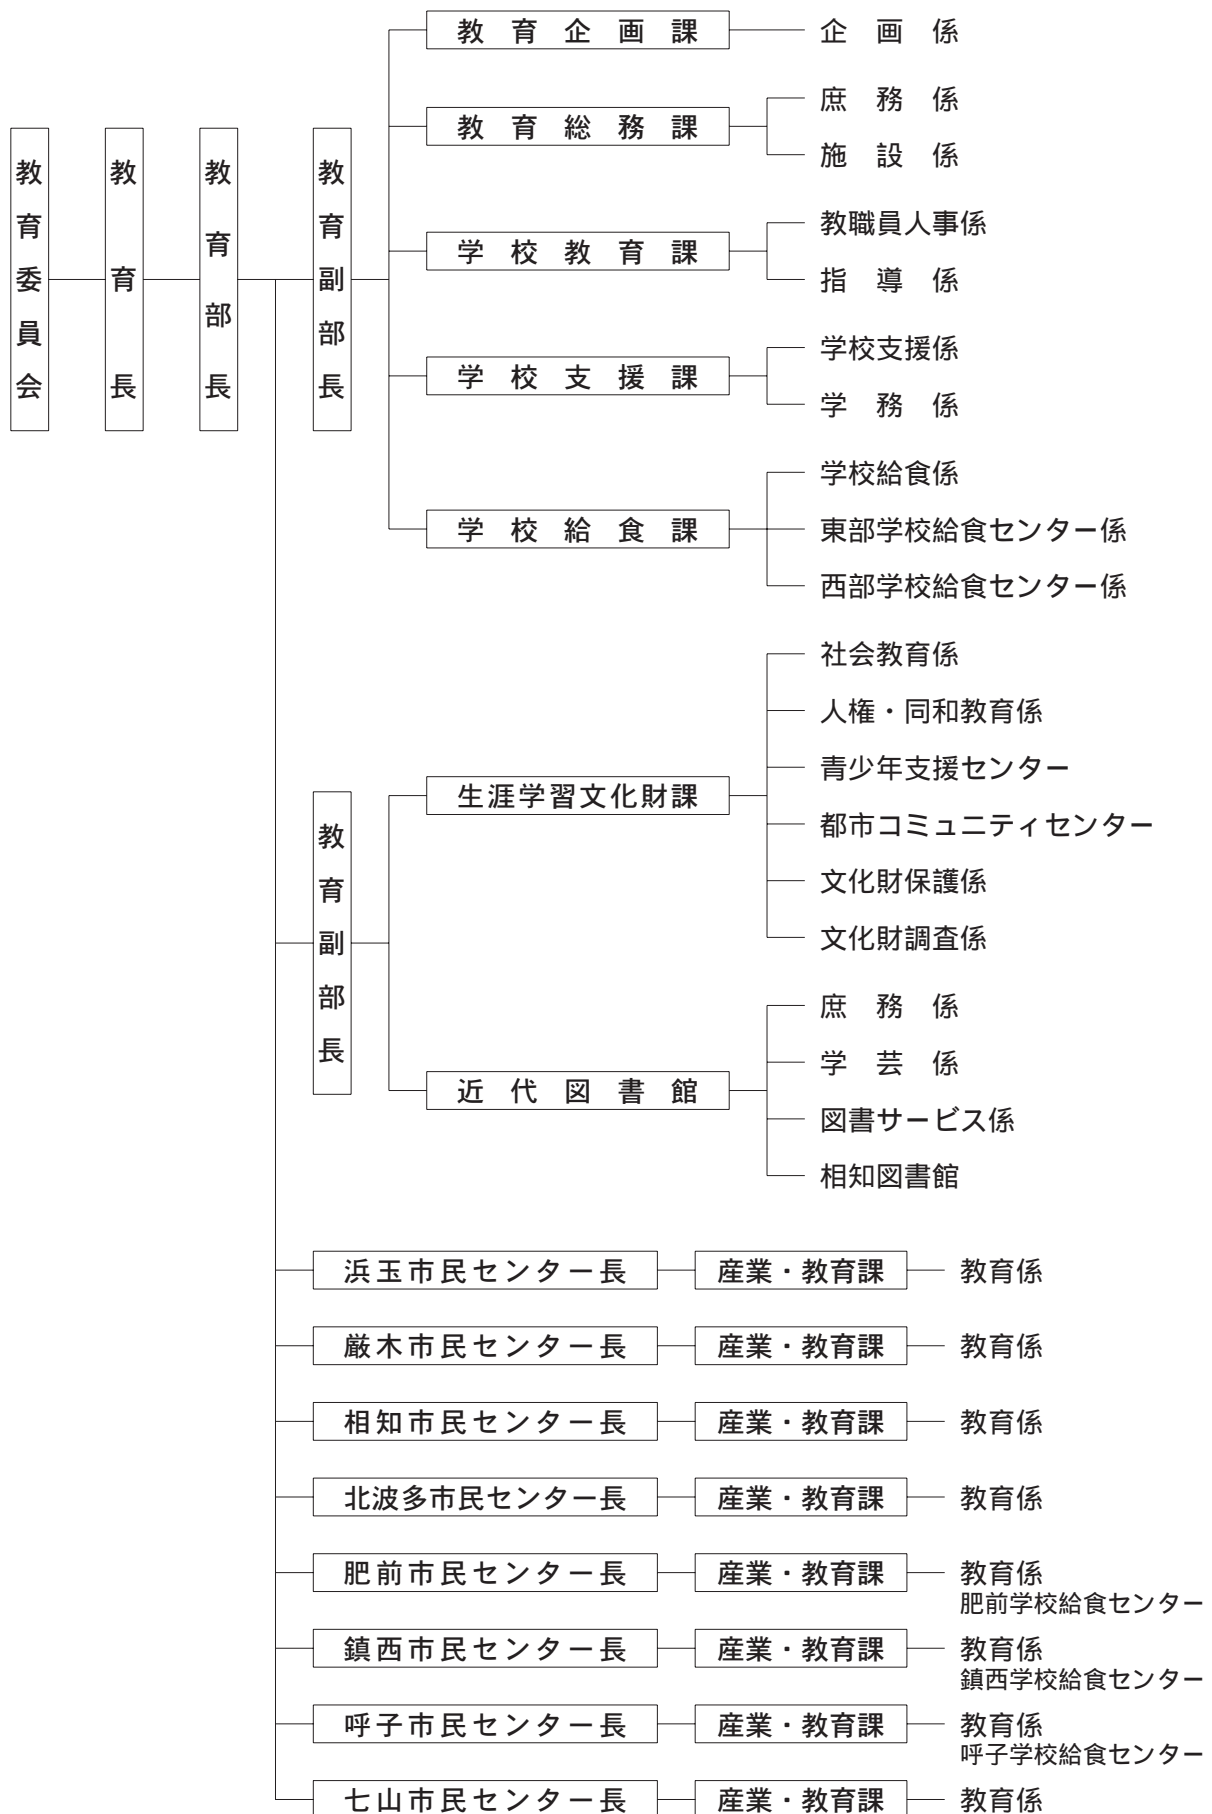 教育委員会
教育長
教育部長
教育副部長
教育企画課
企画係
教育総務課
庶務係
施設係
学校教育課
教職員人事係
指導係
学校支援課
学校支援係
学務係
学校給食課
学校給食係
東部学校給食センター係
西部学校給食センター係
教育副部長
生涯学習文化財課
社会教育係
人権・同和教育係
青少年支援センター
都市コミュニティセンター
文化財保護係
文化財調査係
近代図書館
庶務係
学芸係
図書サービス係
相知図書館
浜玉市民センター長 産業・教育課 教育係
厳木市民センター長 産業・教育課 教育係
相知市民センター長 産業・教育課 教育係
北波多市民センター長 産業・教育課 教育係
肥前市民センター長 産業・教育課 教育係
肥前学校給食センター
鎮西市民センター長 産業・教育課 教育係
鎮西学校給食センター
呼子市民センター長 産業・教育課 教育係
呼子学校給食センター
七山市民センター長 産業・教育課 教育係